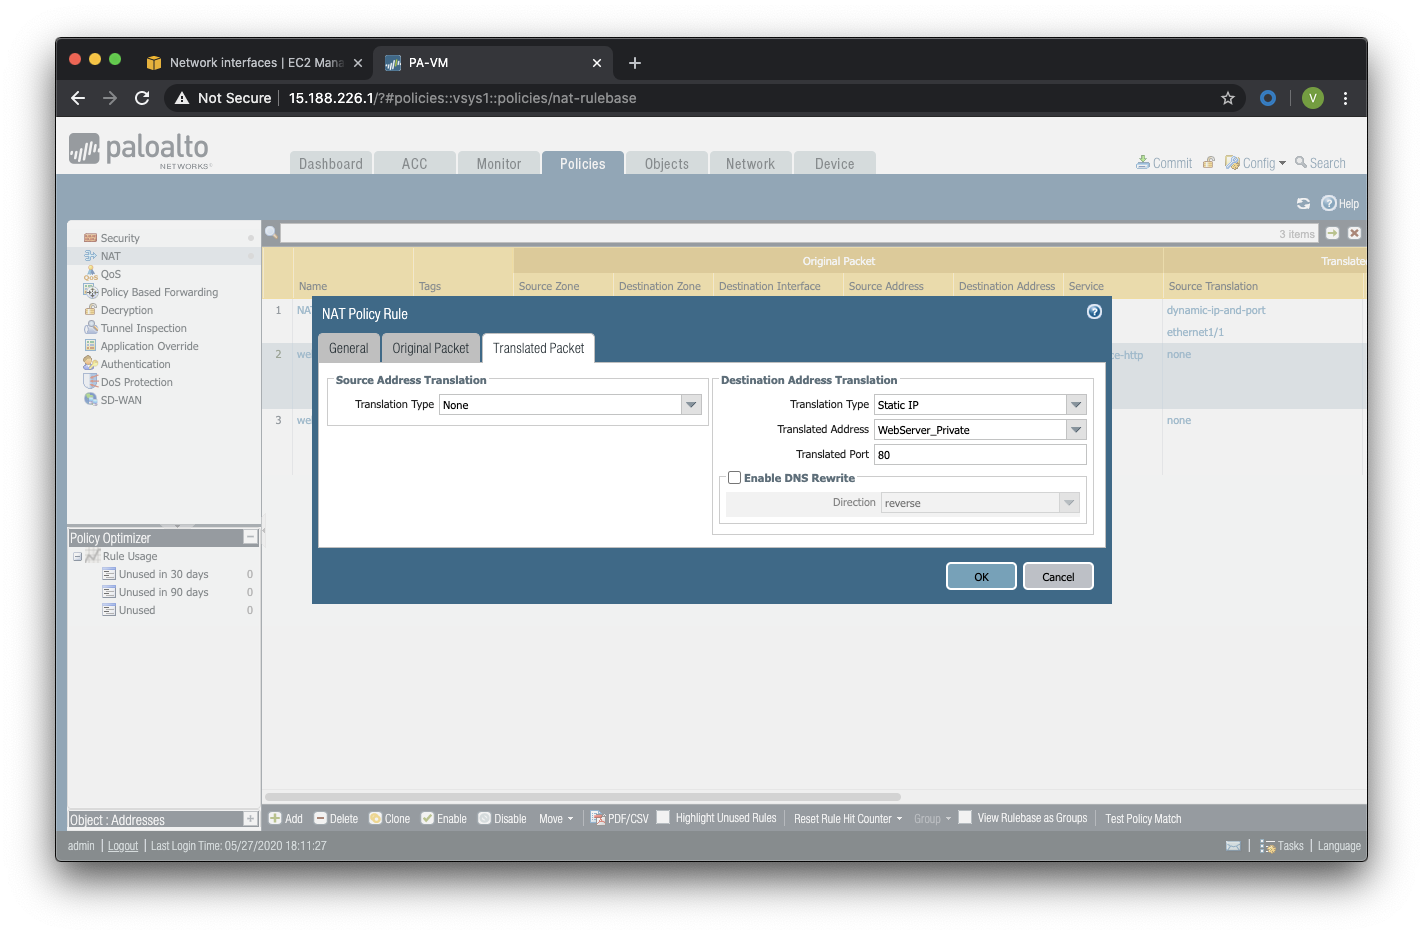 Network interfaces | EC2 Mana
PA-VM
Not Secure 15.188.226.1/?#policies::vsys1::policies/nat-rulebase
V
paloalto
NETWORKS®
Dashboard ACC Monitor Policies Objects Network Device
Commit Config Search
Help
Security
NAT
QoS
Policy Based Forwarding
Decryption
Tunnel Inspection
Application Override
Authentication
DoS Protection
SD-WAN
3 items
Original Packet Translate
Name Tags Source Zone Destination Zone Destination Interface Source Address Destination Address Service Source Translation
1 NA dynamic-ip-and-port
ethernet1/1
2 we e-http none
3 we none
NAT Policy Rule
General Original Packet Translated Packet
Source Address Translation
Translation Type None
Destination Address Translation
Translation Type Static IP
Translated Address WebServer_Private
Translated Port 80
Enable DNS Rewrite
Direction reverse
OK Cancel
Policy Optimizer
Rule Usage
Unused in 30 days 0
Unused in 90 days 0
Unused 0
Object : Addresses
Add Delete Clone Enable Disable Move PDF/CSV Highlight Unused Rules Reset Rule Hit Counter Group View Rulebase as Groups Test Policy Match
admin | Logout | Last Login Time: 05/27/2020 18:11:27
Tasks | Language